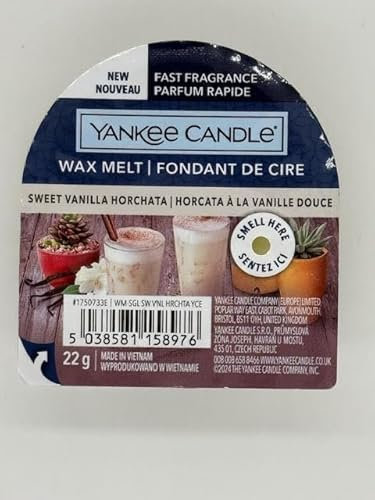 NEW
NOUVEAU
FAST FRAGRANCE
PARFUM RAPIDE
YANKEE CANDLE®
WAX MELT | FONDANT DE CIRE
SWEET VANILLA HORCHATA | HORCATA À LA VANILLE DOUCE
SMELL HERE
SENTEZ ICI
#1750733E | WM-SGL SW VNL HRCHTA YCE
5 038581 158976
22 g
MADE IN VIETNAM
WYPRODUKOWANO W WIETNAMIE
YANKEE CANDLE COMPANY (EUROPE) LIMITED
POPLAR WAY EAST, CABOT PARK, AVONMOUTH,
BRISTOL, BS11 0YH, UNITED KINGDOM
YANKEE CANDLE S.R.O., PRŮMYSLOVÁ
ZÓNA JOSEPH, HAVRAŇ U MOSTU,
435 01, CZECH REPUBLIC
008 008 658 8466 WWW.YANKEECANDLE.CO.UK
©2024 THE YANKEE CANDLE COMPANY, INC.